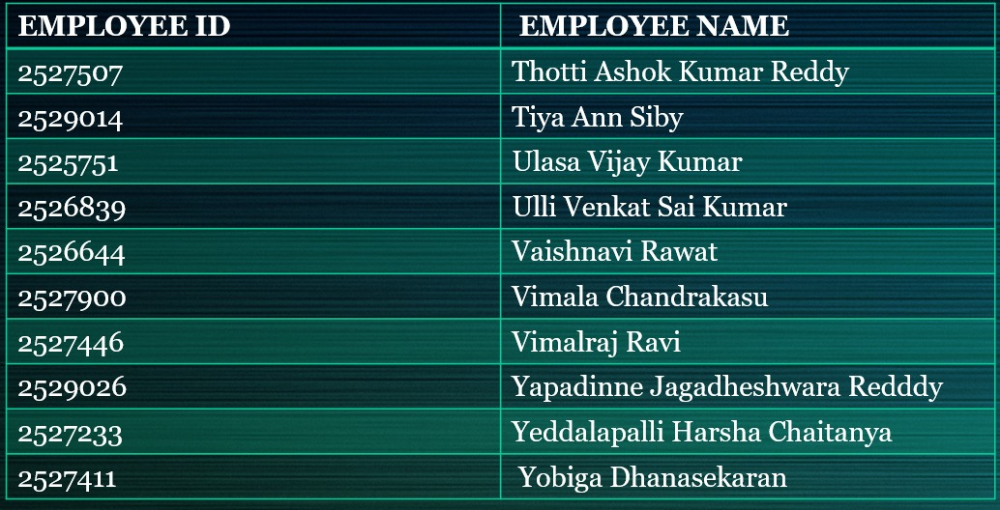 EMPLOYEE ID EMPLOYEE NAME
2527507 Thotti Ashok Kumar Reddy
2529014 Tiya Ann Siby
2525751 Ulasa Vijay Kumar
2526839 Ulli Venkat Sai Kumar
2526644 Vaishnavi Rawat
2527900 Vimala Chandrakasu
2527446 Vimalraj Ravi
2529026 Yapadinne Jagadheshwara Redddy
2527233 Yeddalapalli Harsha Chaitanya
2527411 Yobiga Dhanasekaran